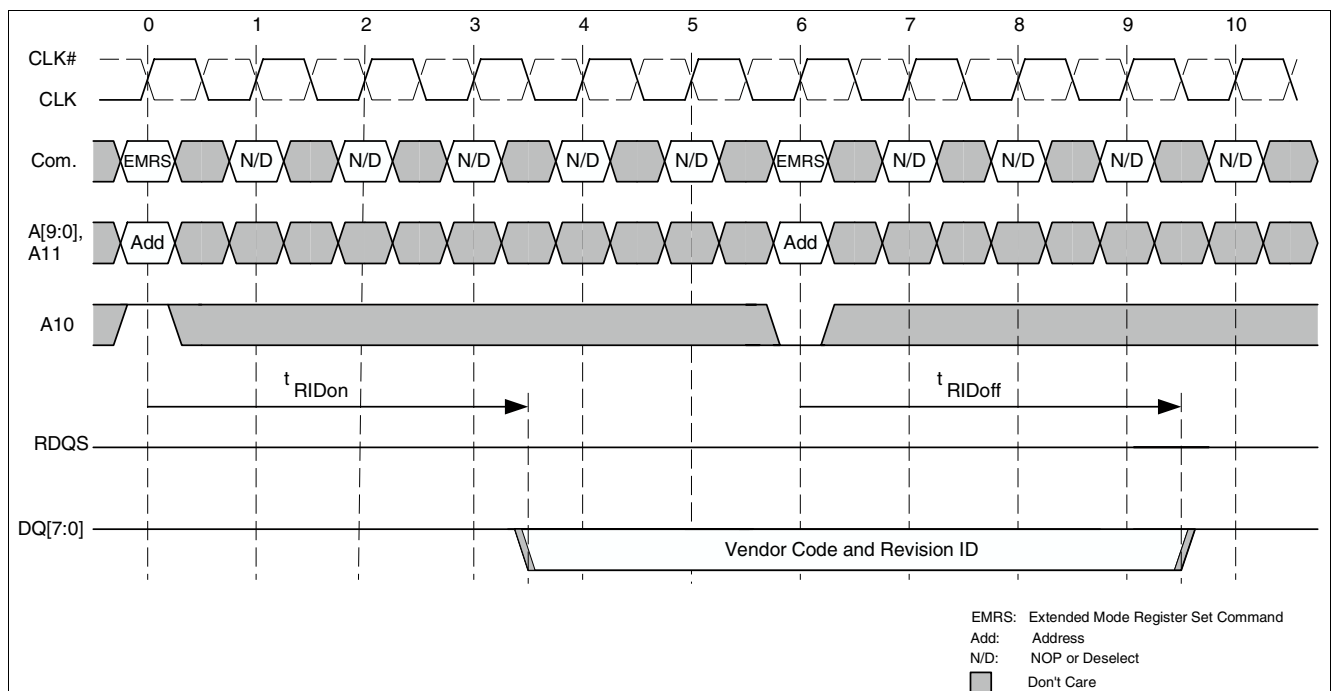 0 1 2 3 4 5 6 7 8 9 10
CLK#
CLK
Com. EMRS N/D N/D N/D N/D N/D EMRS N/D N/D N/D N/D
A[9:0],
A11 Add Add
A10
tRIDon tRIDoff
RDQS
DQ[7:0] Vendor Code and Revision ID
EMRS: Extended Mode Register Set Command
Add: Address
N/D: NOP or Deselect
Don't Care